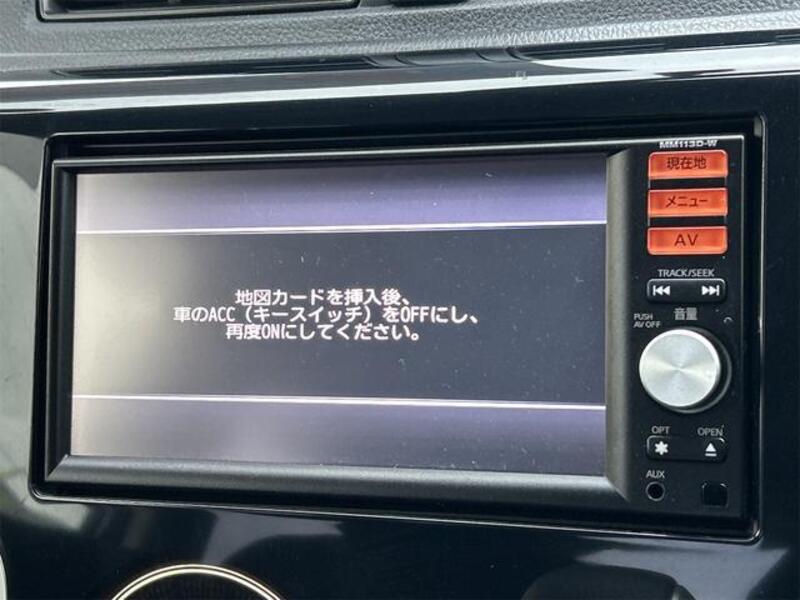 MM113D-W
現在地
メニュー
AV
TRACK/SEEK
PUSH
AV OFF
音量
地図カードを挿入後、
車のACC（キースイッチ）をOFFにし、
再度ONにしてください。
OPT
OPEN
AUX